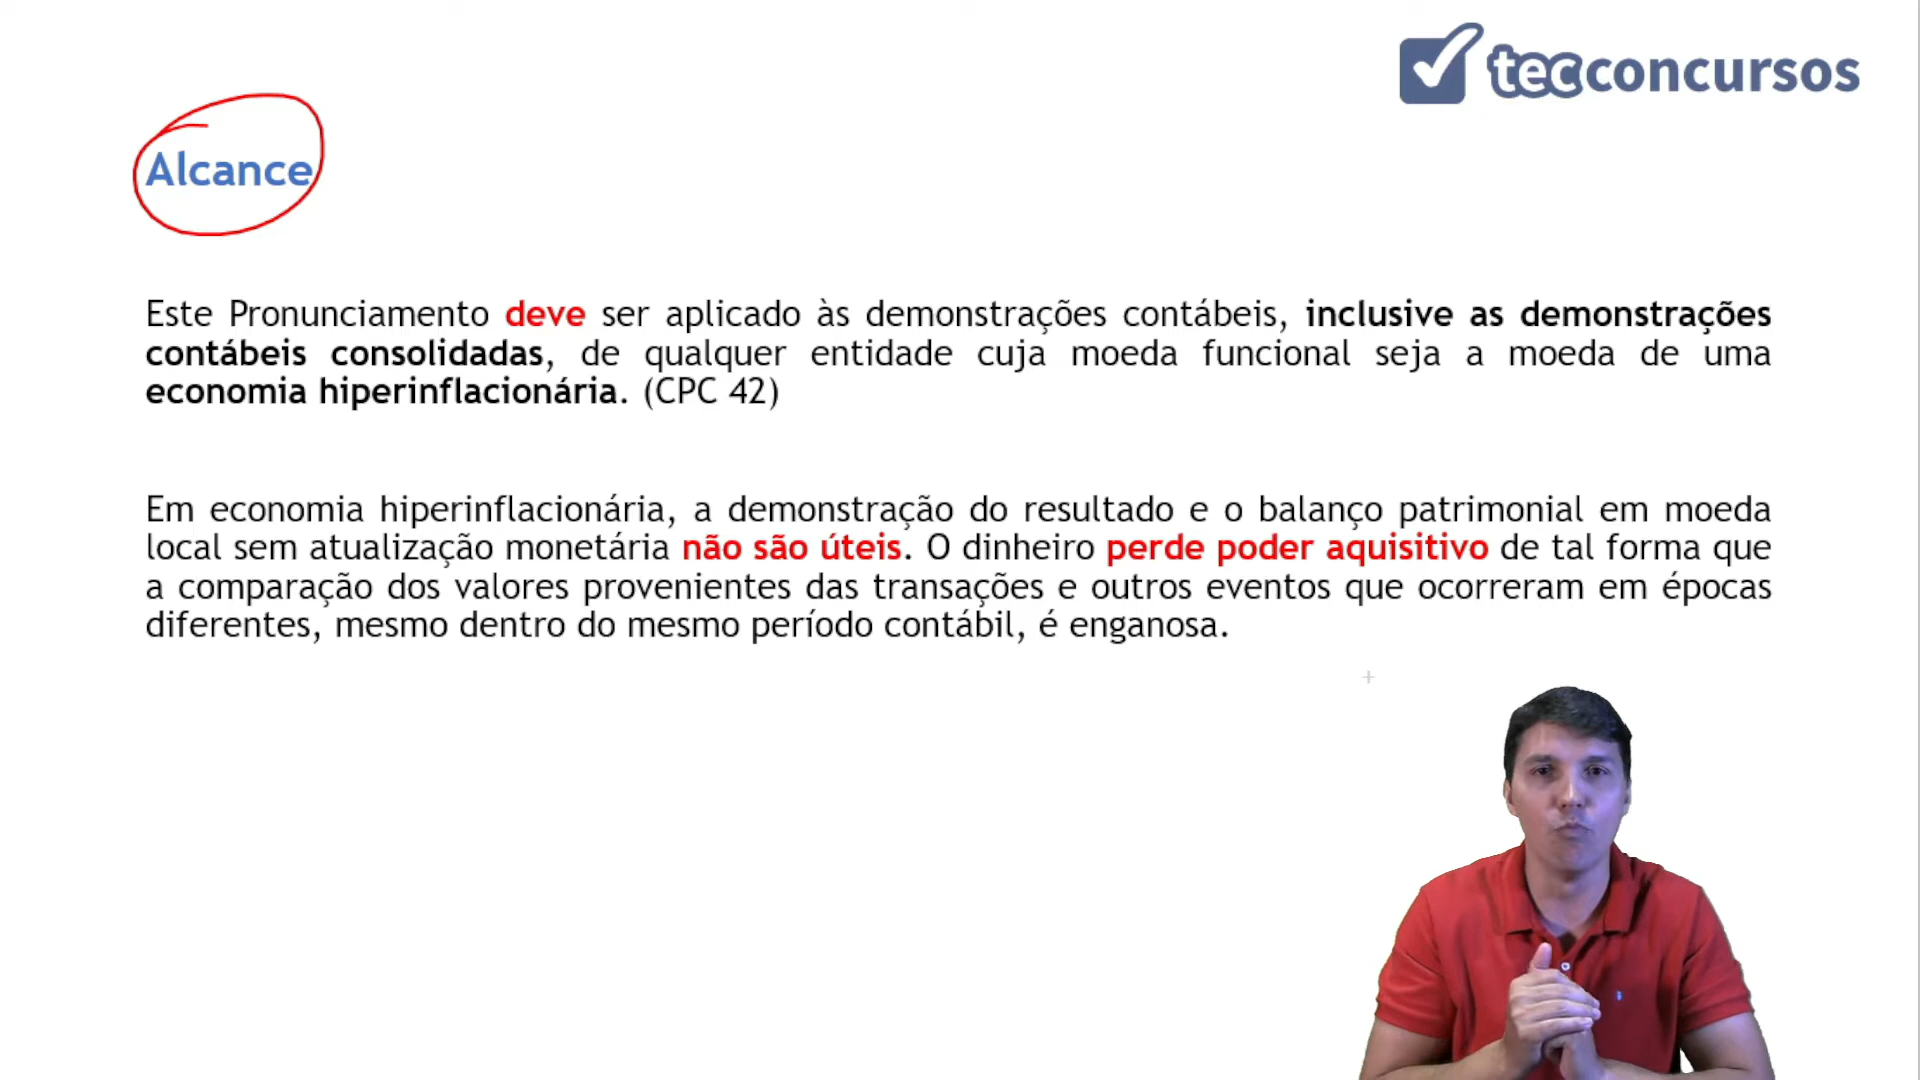 tecconcursos
Alcance
Este Pronunciamento deve ser aplicado às demonstrações contábeis, inclusive as demonstrações
contábeis consolidadas, de qualquer entidade cuja moeda funcional seja a moeda de uma
economia hiperinflacionária. (CPC 42)
Em economia hiperinflacionária, a demonstração do resultado e o balanço patrimonial em moeda
local sem atualização monetária não são úteis. O dinheiro perde poder aquisitivo de tal forma que
a comparação dos valores provenientes das transações e outros eventos que ocorreram em épocas
diferentes, mesmo dentro do mesmo período contábil, é enganosa.